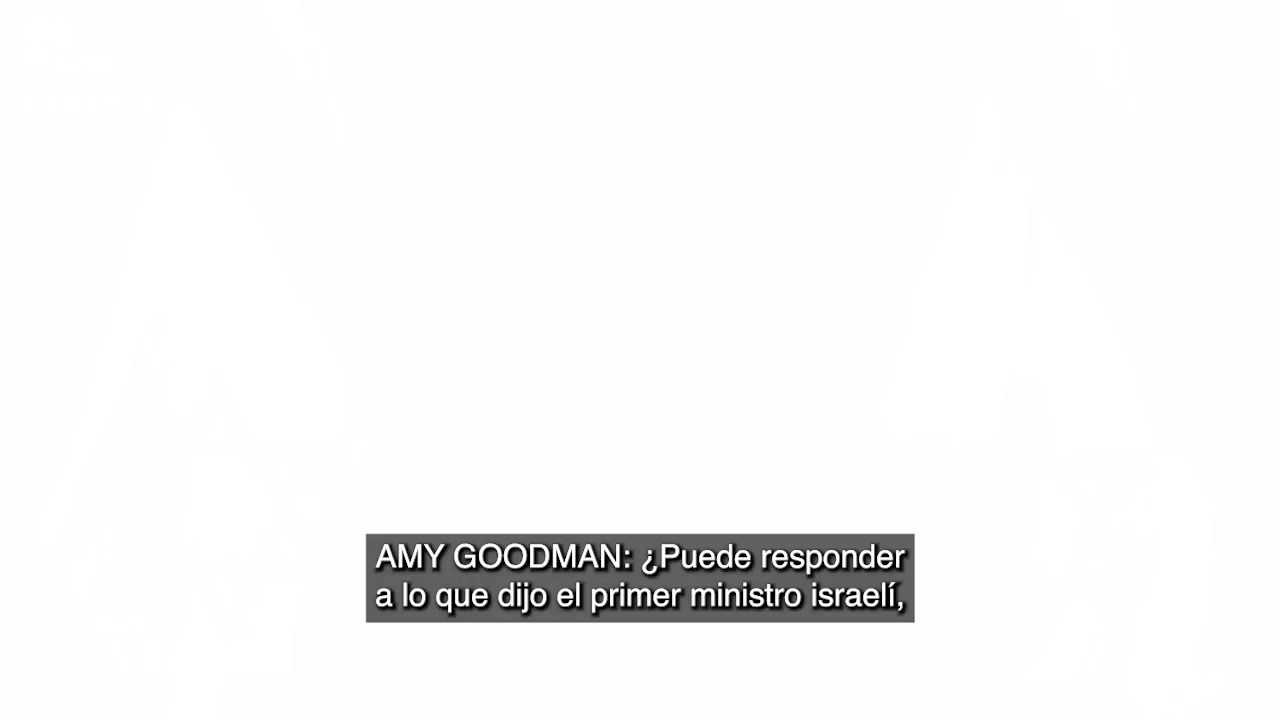 AMY GOODMAN: ¿Puede responder
a lo que dijo el primer ministro israelí,